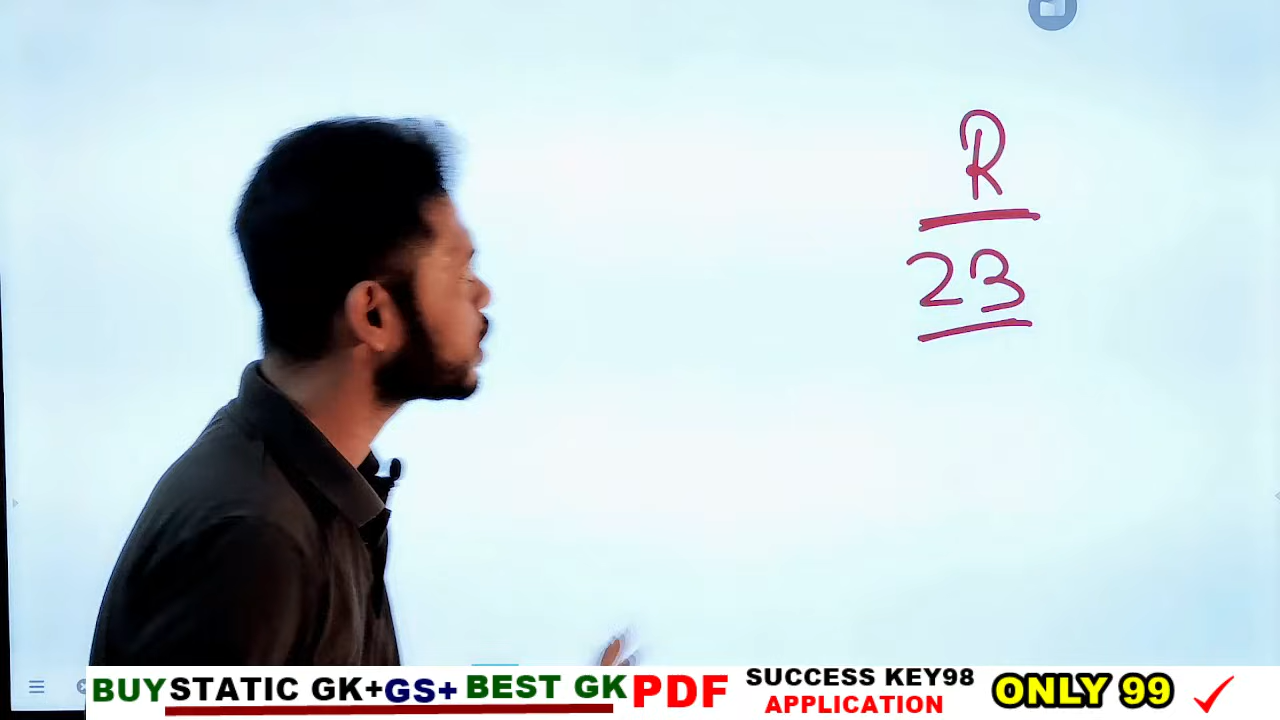 R
23
BUY STATIC GK+GS+ BEST GK PDF SUCCESS KEY98 APPLICATION ONLY 99